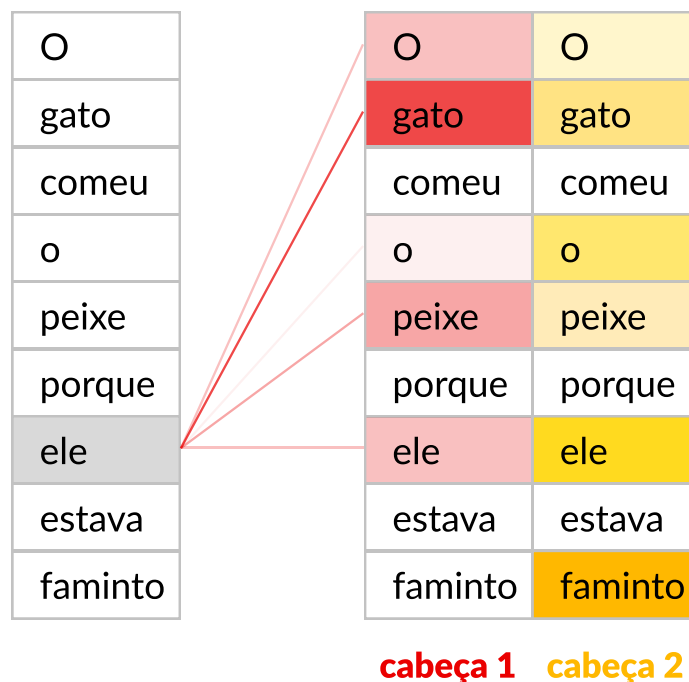 O O O
gato gato gato
comeu comeu comeu
o o o
peixe peixe peixe
porque porque porque
ele ele ele
estava estava estava
faminto faminto faminto
cabeça 1 cabeça 2